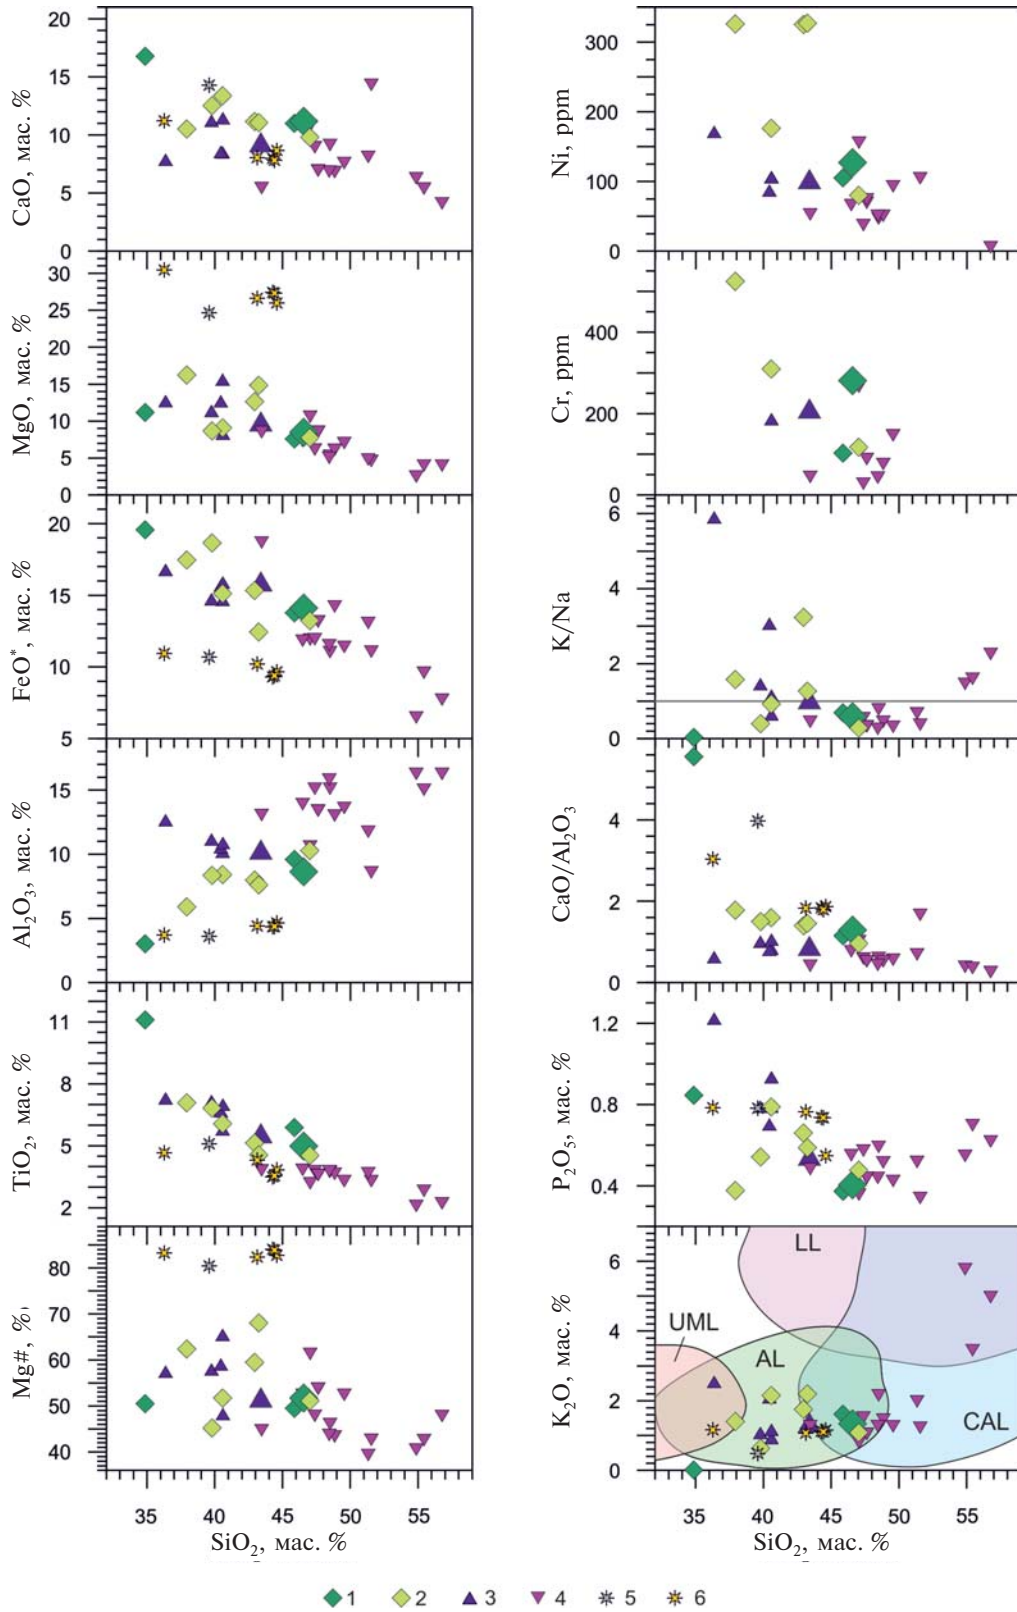 CaO, мас. %
20
15
10
5
0
MgO, мас. %
30
25
20
15
10
5
0
FeO*, мас. %
20
15
10
5
Al₂O₃, мас. %
15
10
5
0
TiO₂, мас. %
11
8
5
2
Mg#, %
80
70
60
50
40
35 40 45 50 55
SiO₂, мас. %
Ni, ppm
300
200
100
0
Cr, ppm
400
200
0
K/Na
6
4
2
0
CaO/Al₂O₃
4
2
0
P₂O₅, мас. %
1.2
0.8
0.4
K₂O, мас. %
6
4
2
0
LL
UML
AL
CAL
35 40 45 50 55
SiO₂, мас. %
1 2 3 4 5 6